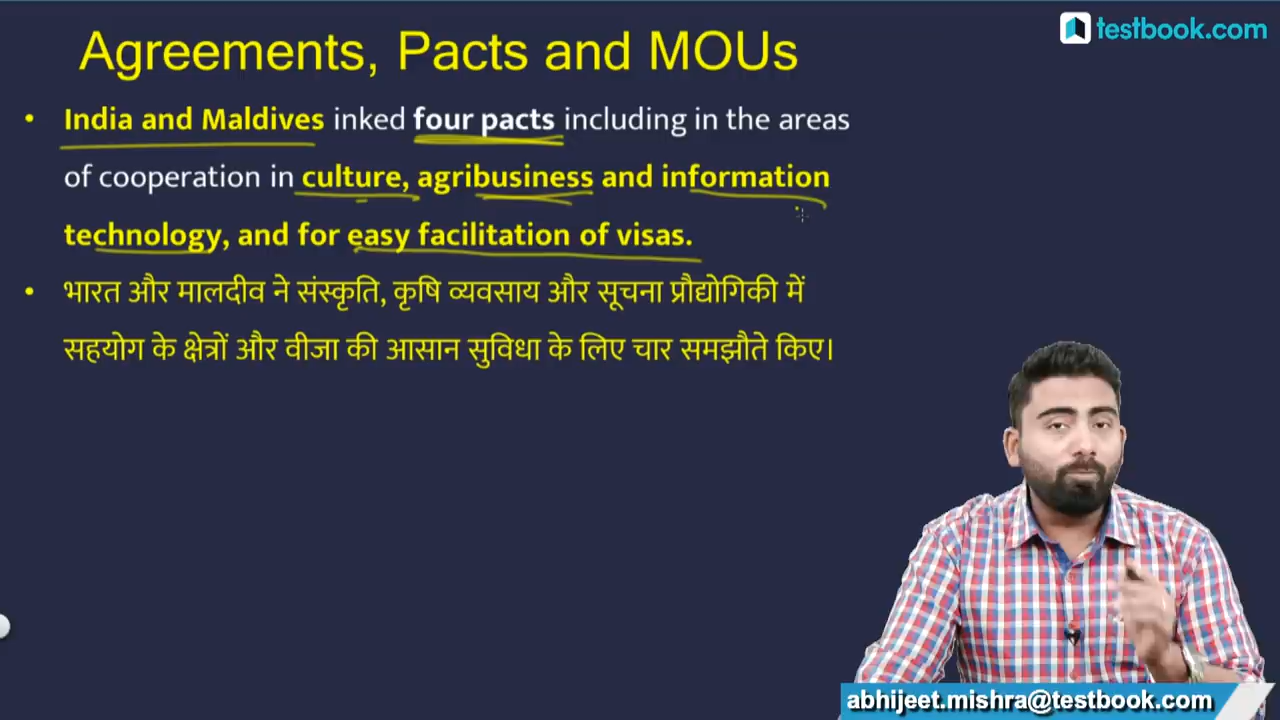 testbook.com
Agreements, Pacts and MOUs
• India and Maldives inked four pacts including in the areas
of cooperation in culture, agribusiness and information
technology, and for easy facilitation of visas.
• भारत और मालदीव ने संस्कृति, कृषि व्यवसाय और सूचना प्रौद्योगिकी में
सहयोग के क्षेत्रों और वीजा की आसान सुविधा के लिए चार समझौते किए।
abhijeet.mishra@testbook.com